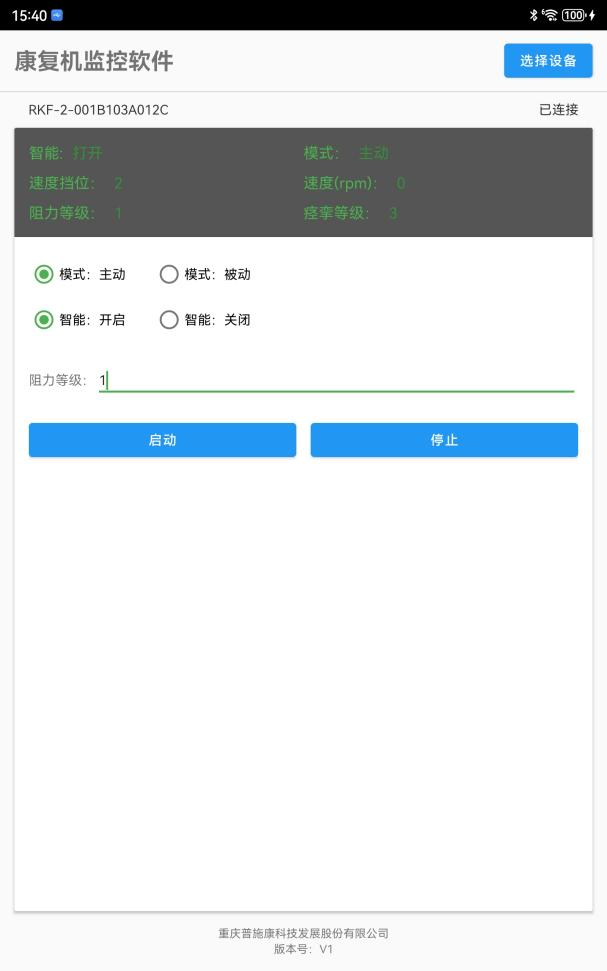 15:40 100
康复机监控软件 选择设备
RKF-2-001B103A012C 已连接
智能: 打开 模式: 主动
速度挡位: 2 速度(rpm): 0
阻力等级: 1 痉挛等级: 3
模式: 主动 模式: 被动
智能: 开启 智能: 关闭
阻力等级: 1
启动 停止
重庆普施康科技发展股份有限公司
版本号: V1